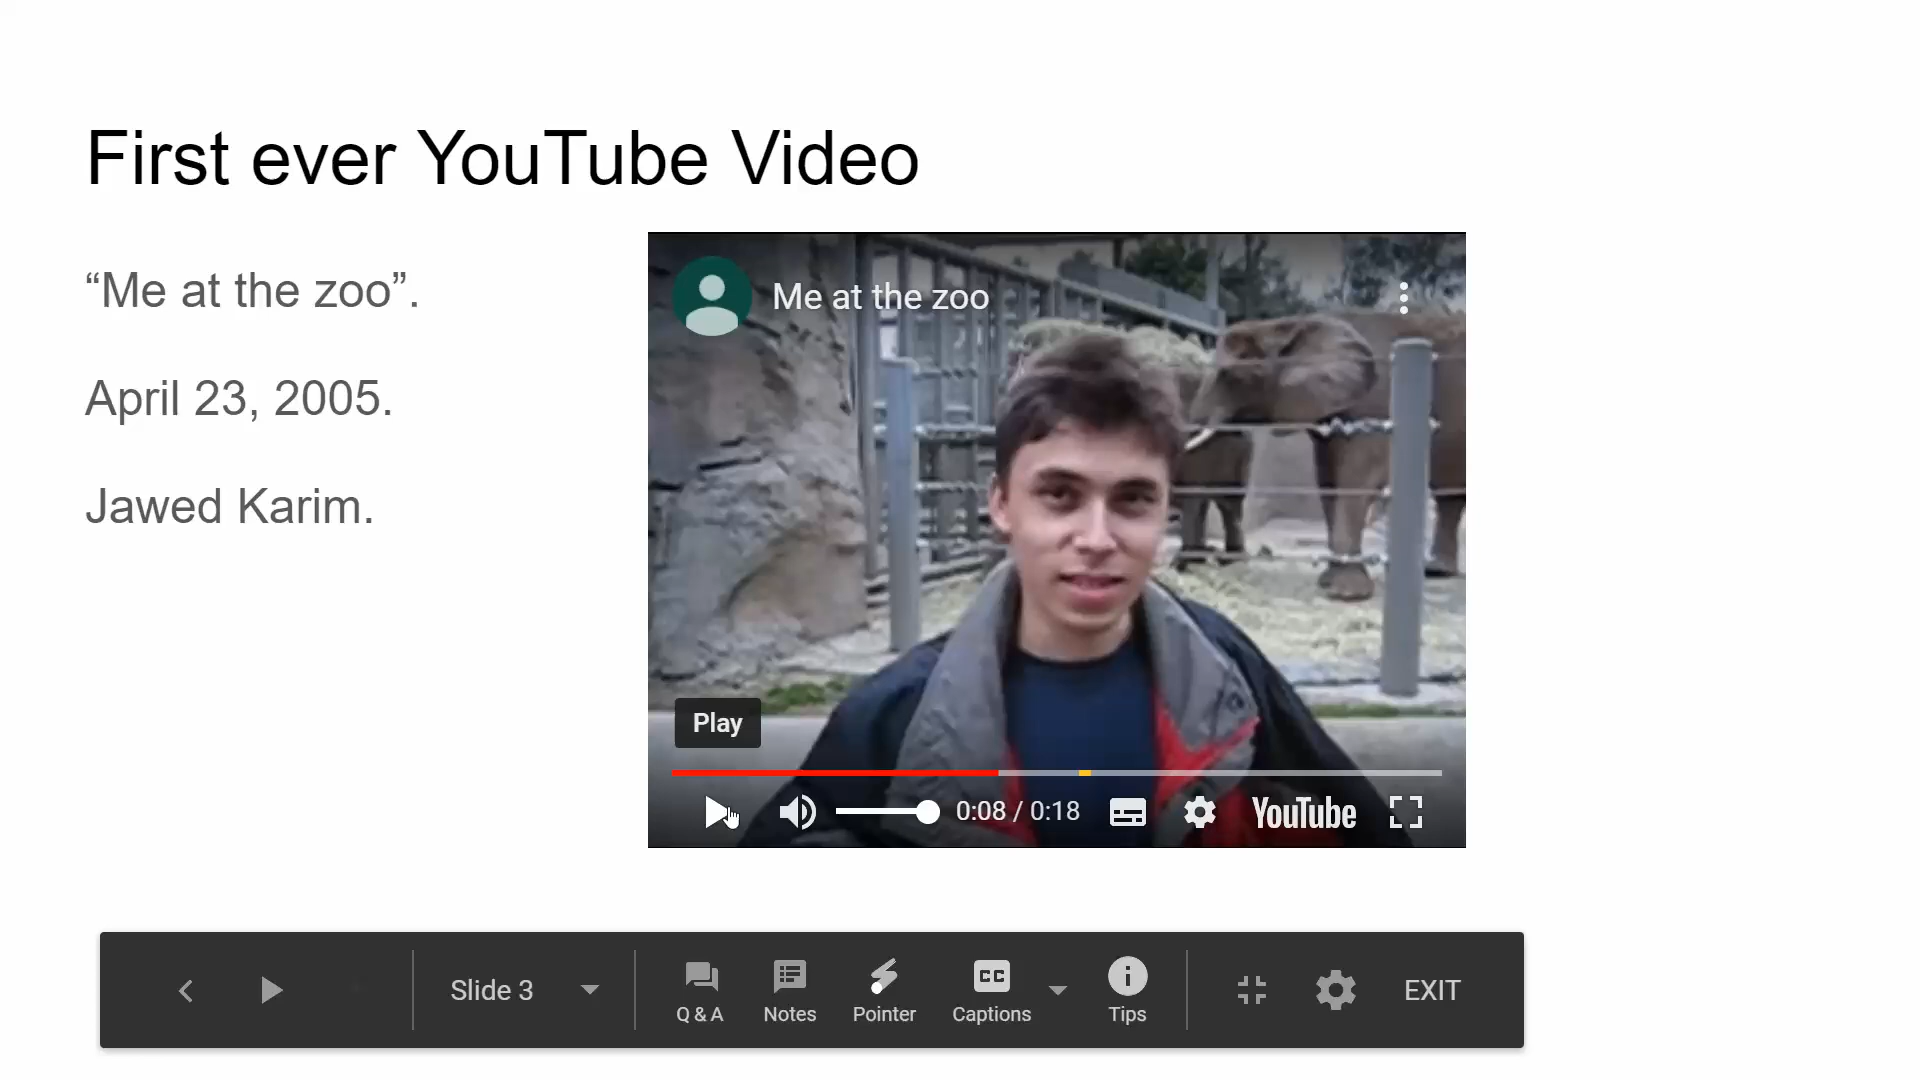 First ever YouTube Video
“Me at the zoo”.
April 23, 2005.
Jawed Karim.
Me at the zoo
Play
0:08 / 0:18
YouTube
Slide 3
Q & A
Notes
Pointer
CC
Captions
Tips
EXIT